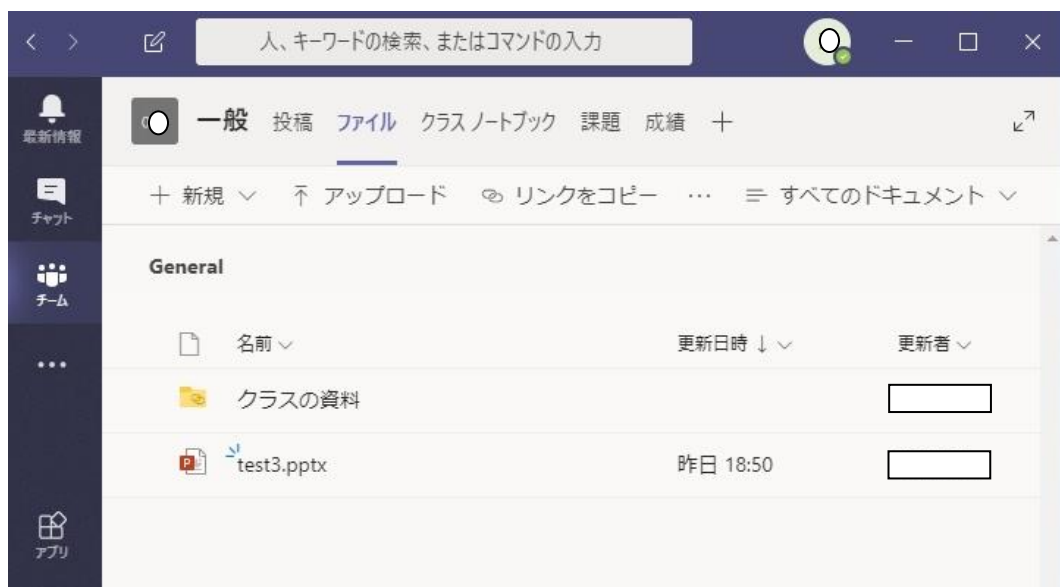 人、キーワードの検索、またはコマンドの入力
最新情報
チャット
チーム
アプリ
一般 投稿 ファイル クラス ノートブック 課題 成績
新規 アップロード リンクをコピー … すべてのドキュメント
General
名前 更新日時 ↓ 更新者
クラスの資料
test3.pptx 昨日 18:50